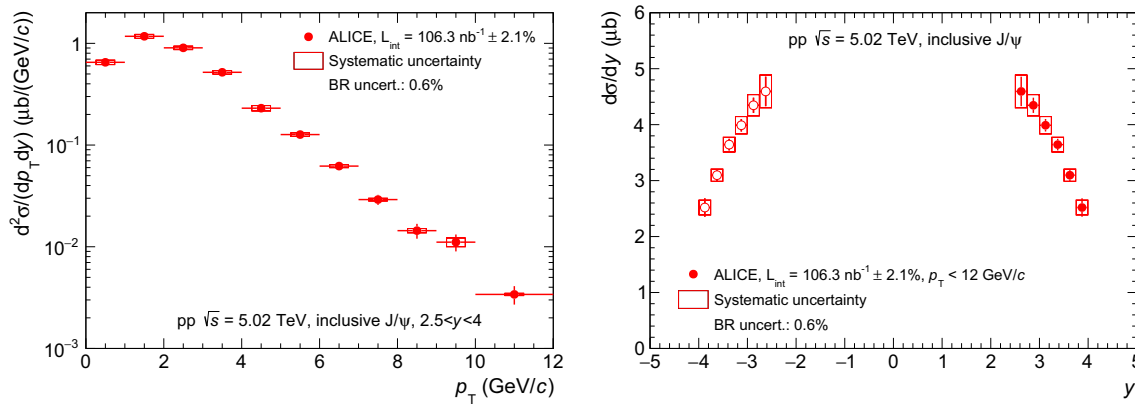 d²σ/(dp_T dy) (μb/(GeV/c))
1
10⁻¹
10⁻²
10⁻³
ALICE, L_int = 106.3 nb⁻¹ ± 2.1%
Systematic uncertainty
BR uncert.: 0.6%
pp √s = 5.02 TeV, inclusive J/ψ, 2.5<y<4
0 2 4 6 8 10 12
p_T (GeV/c)
dσ/dy (μb)
6
5
4
3
2
1
0
pp √s = 5.02 TeV, inclusive J/ψ
ALICE, L_int = 106.3 nb⁻¹ ± 2.1%, p_T < 12 GeV/c
Systematic uncertainty
BR uncert.: 0.6%
−5 −4 −3 −2 −1 0 1 2 3 4 5
y